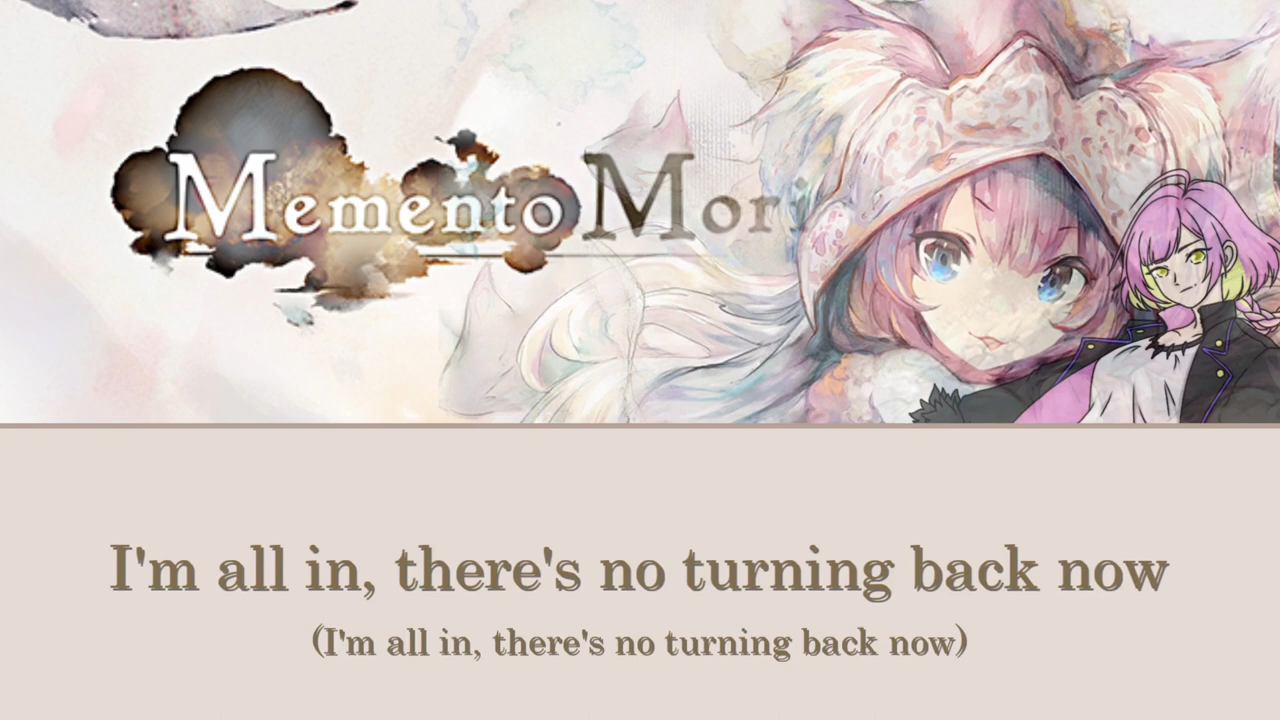 Memento Mori
I'm all in, there's no turning back now
(I'm all in, there's no turning back now)